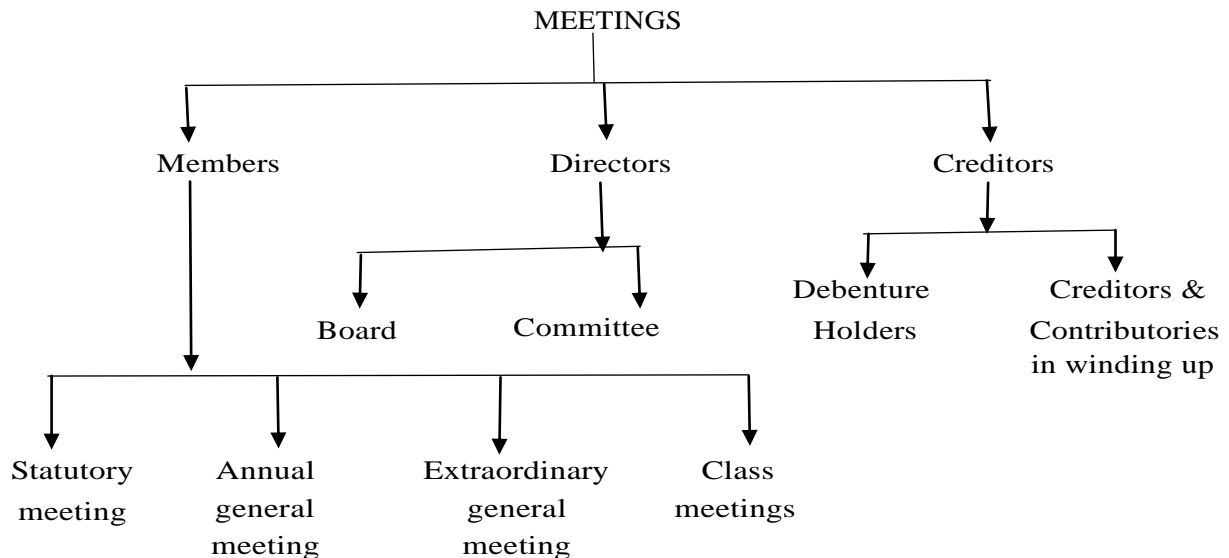 MEETINGS
Members
Directors
Creditors
Board
Committee
Debenture
Holders
Creditors &
Contributories
in winding up
Statutory
meeting
Annual
general
meeting
Extraordinary
general
meeting
Class
meetings